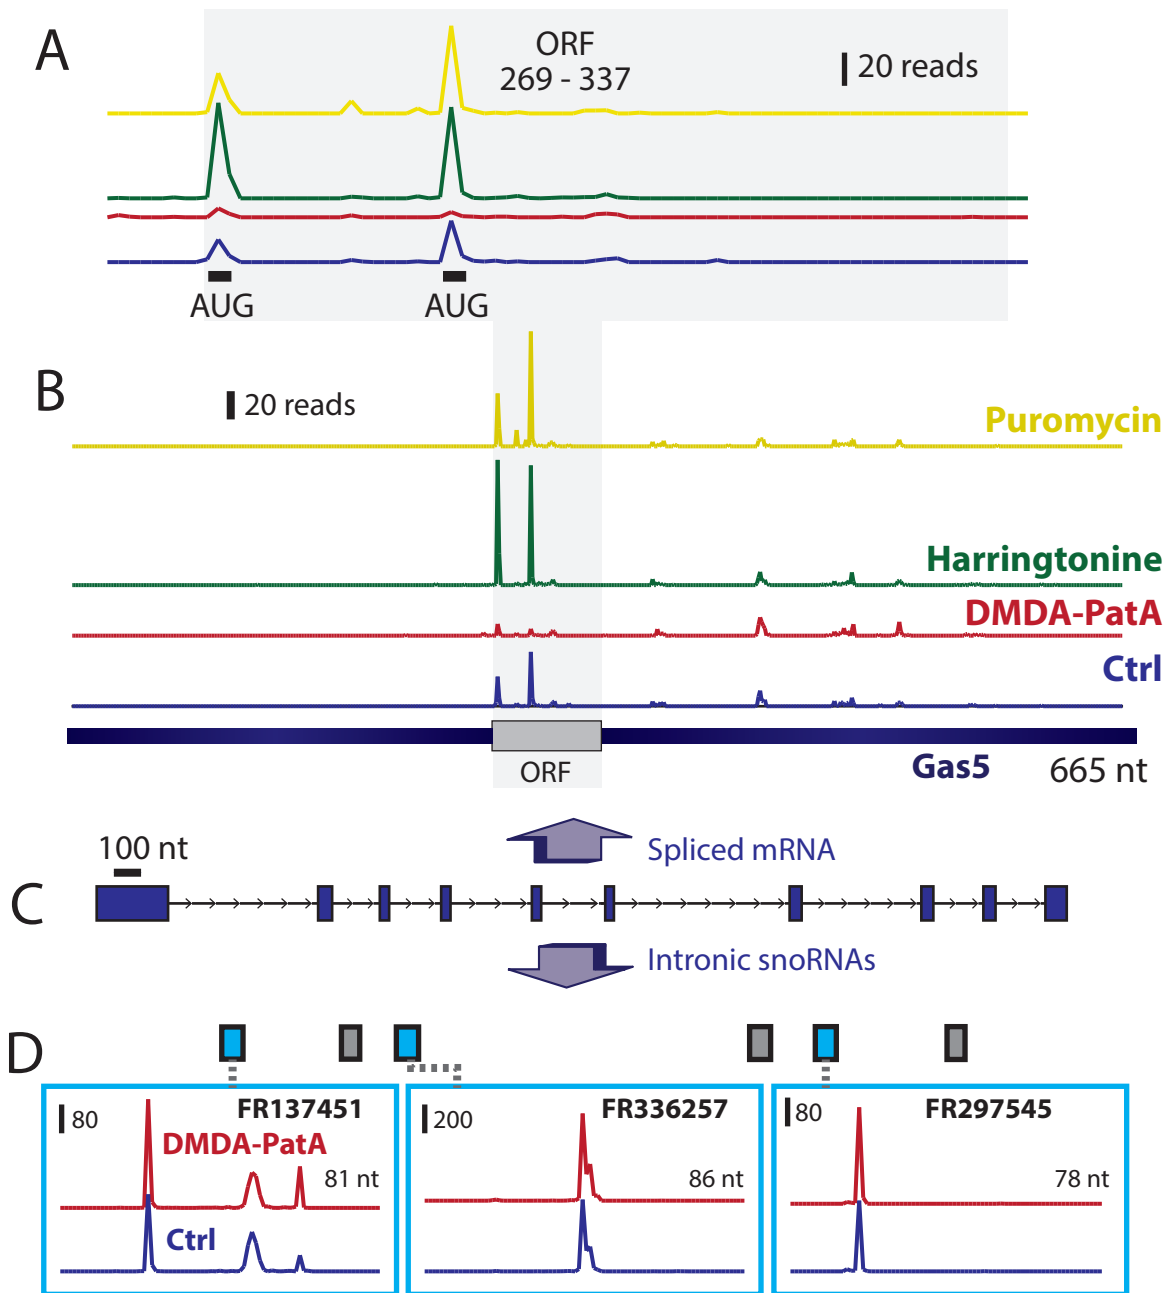 A
ORF
269 - 337
20 reads
AUG
AUG
B
20 reads
Puromycin
Harringtonine
DMDA-PatA
Ctrl
ORF
Gas5
665 nt
100 nt
Spliced mRNA
C
Intronic snoRNAs
D
80
FR137451
DMDA-PatA
81 nt
Ctrl
200
FR336257
86 nt
80
FR297545
78 nt